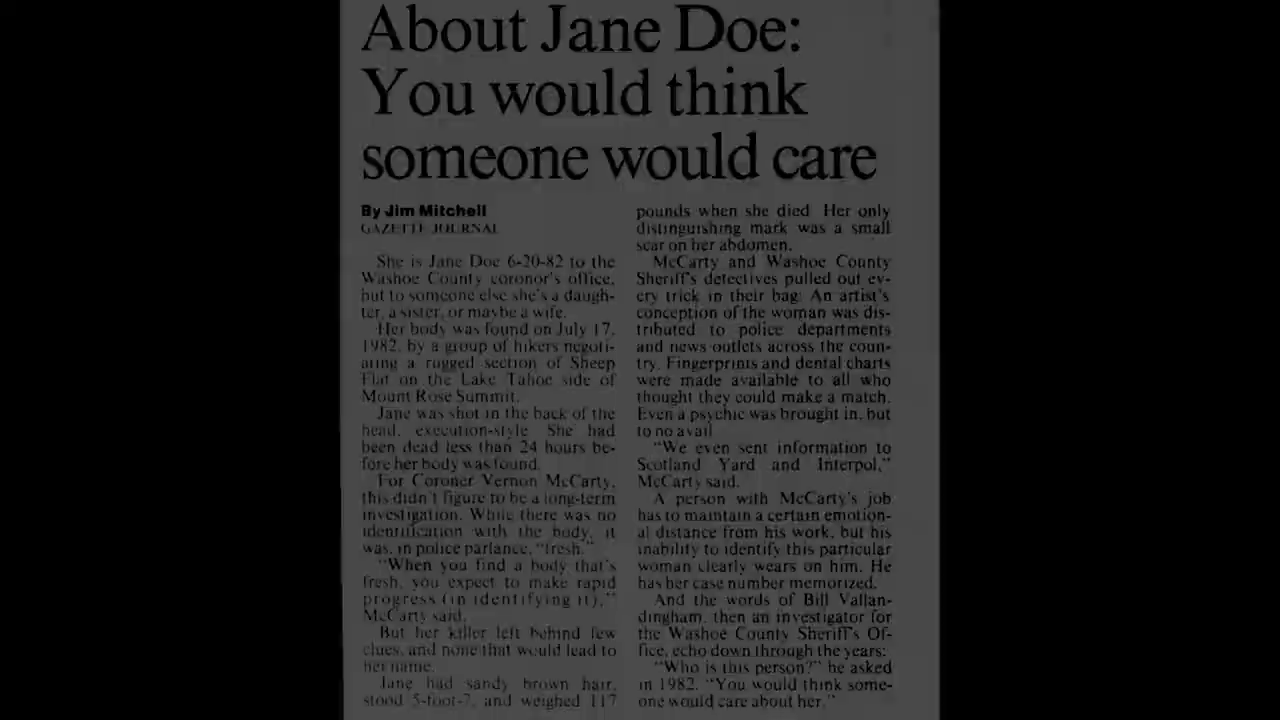 About Jane Doe:
You would think
someone would care
By Jim Mitchell
GAZETTE JOURNAL
She is Jane Doe 6-20-82 to the
Washoe County coronor's office,
but to someone else she's a daugh-
ter, a sister, or maybe a wife.
Her body was found on July 17,
1982, by a group of hikers negoti-
ating a rugged section of Sheep
Flat on the Lake Tahoe side of
Mount Rose Summit.
Jane was shot in the back of the
head, execution-style. She had
been dead less than 24 hours be-
fore her body was found.
For Coroner Vernon McCarty,
this didn't figure to be a long-term
investigation. While there was no
identification with the body, it
was, in police parlance, "fresh."
"When you find a body that's
fresh, you expect to make rapid
progress (in identifying it),"
McCarty said.
But her killer left behind few
clues, and none that would lead to
her name.
Jane had sandy brown hair,
stood 5-foot-7, and weighed 117
pounds when she died. Her only
distinguishing mark was a small
scar on her abdomen.
McCarty and Washoe County
Sheriff's detectives pulled out ev-
ery trick in their bag: An artist's
conception of the woman was dis-
tributed to police departments
and news outlets across the coun-
try. Fingerprints and dental charts
were made available to all who
thought they could make a match.
Even a psychic was brought in, but
to no avail.
"We even sent information to
Scotland Yard and Interpol,"
McCarty said.
A person with McCarty's job
has to maintain a certain emotion-
al distance from his work, but his
inability to identify this particular
woman clearly wears on him. He
has her case number memorized.
And the words of Bill Vallan-
dingham, then an investigator for
the Washoe County Sheriff's Of-
fice, echo down through the years:
"Who is this person?" he asked
in 1982. "You would think some-
one would care about her."